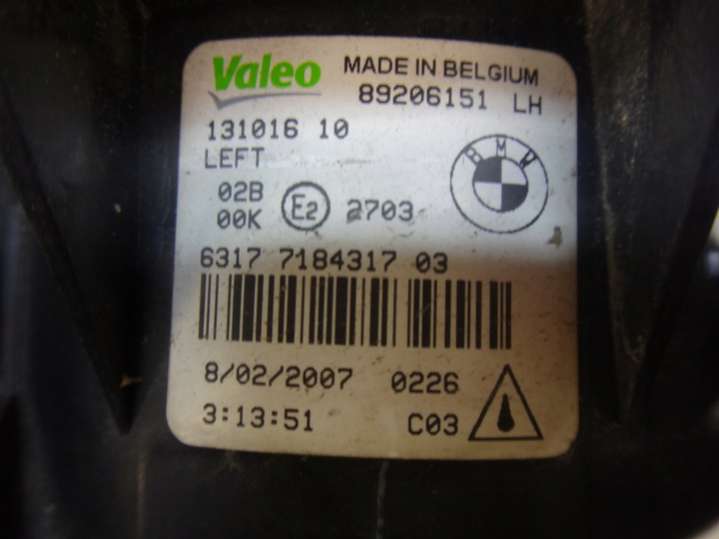 Valeo MADE IN BELGIUM
89206151 LH
131016 10
LEFT
BMW
02B
00K E2 2703
6317 7184317 03
8/02/2007 0226
3:13:51 C03